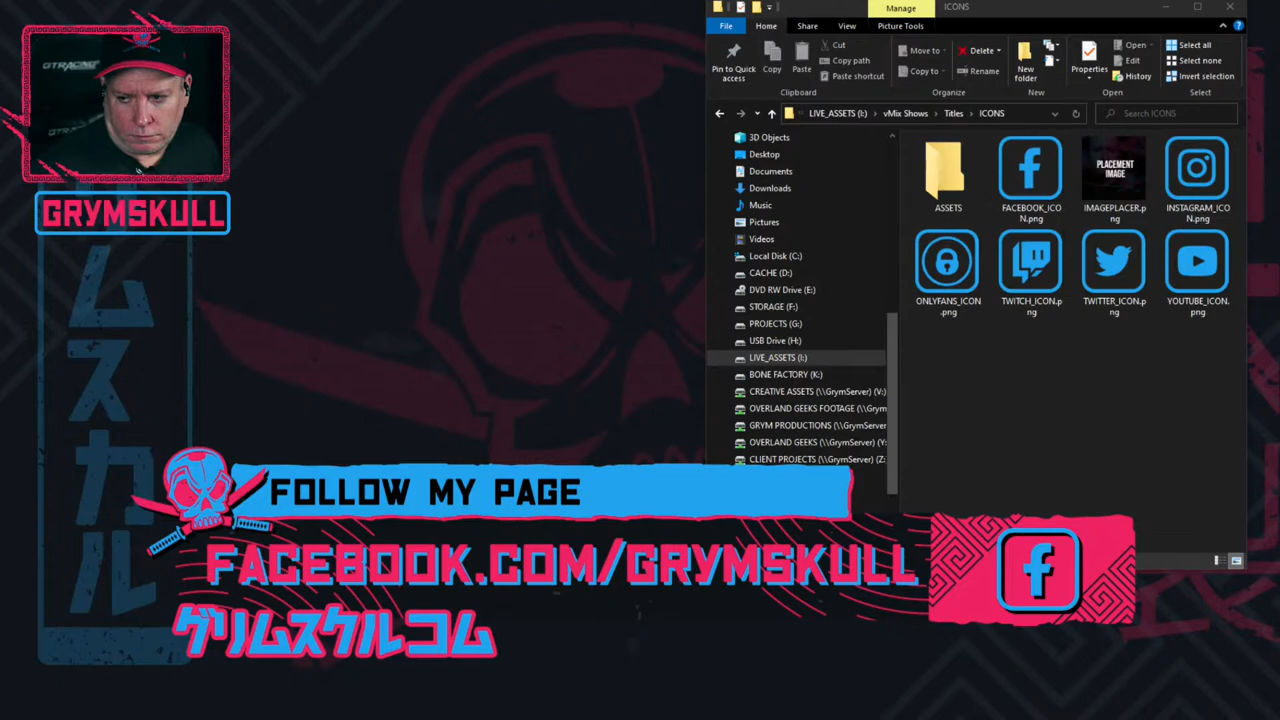 GTRACING
GTRACING
GRYMSKULL
ムスカル
Manage
ICONS
File
Home
Share
View
Picture Tools
Pin to Quick access
Copy
Paste
Cut
Copy path
Paste shortcut
Move to
Copy to
Delete
Rename
New folder
Properties
Open
Edit
History
Select all
Select none
Invert selection
Clipboard
Organize
New
Open
Select
LIVE_ASSETS (I:) › vMix Shows › Titles › ICONS
Search ICONS
3D Objects
Desktop
Documents
Downloads
Music
Pictures
Videos
Local Disk (C:)
CACHE (D:)
DVD RW Drive (E:)
STORAGE (F:)
PROJECTS (G:)
USB Drive (H:)
LIVE_ASSETS (I:)
BONE FACTORY (K:)
CREATIVE ASSETS (\\GrymServer) (V:)
OVERLAND GEEKS FOOTAGE (\\Grym
GRYM PRODUCTIONS (\\GrymServer
OVERLAND GEEKS (\\GrymServer) (Y:
CLIENT PROJECTS (\\GrymServer) (Z:
PLACEMENT
IMAGE
ASSETS
FACEBOOK_ICON.png
IMAGEPLACER.png
INSTAGRAM_ICON.png
ONLYFANS_ICON.png
TWITCH_ICON.png
TWITTER_ICON.png
YOUTUBE_ICON.png
FOLLOW MY PAGE
FACEBOOK.COM/GRYMSKULL
グリムスクルコム